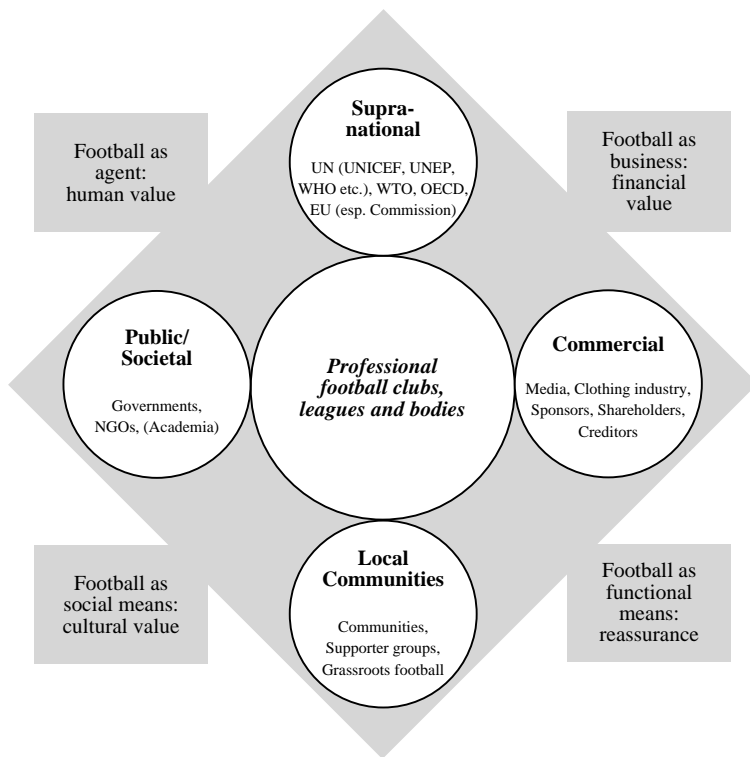 Supra-
national
UN (UNICEF, UNEP,
WHO etc.), WTO, OECD,
EU (esp. Commission)
Football as
agent:
human value
Football as
business:
financial
value
Public/
Societal
Governments,
NGOs, (Academia)
Professional
football clubs,
leagues and bodies
Commercial
Media, Clothing industry,
Sponsors, Shareholders,
Creditors
Football as
social means:
cultural value
Local
Communities
Communities,
Supporter groups,
Grassroots football
Football as
functional
means:
reassurance